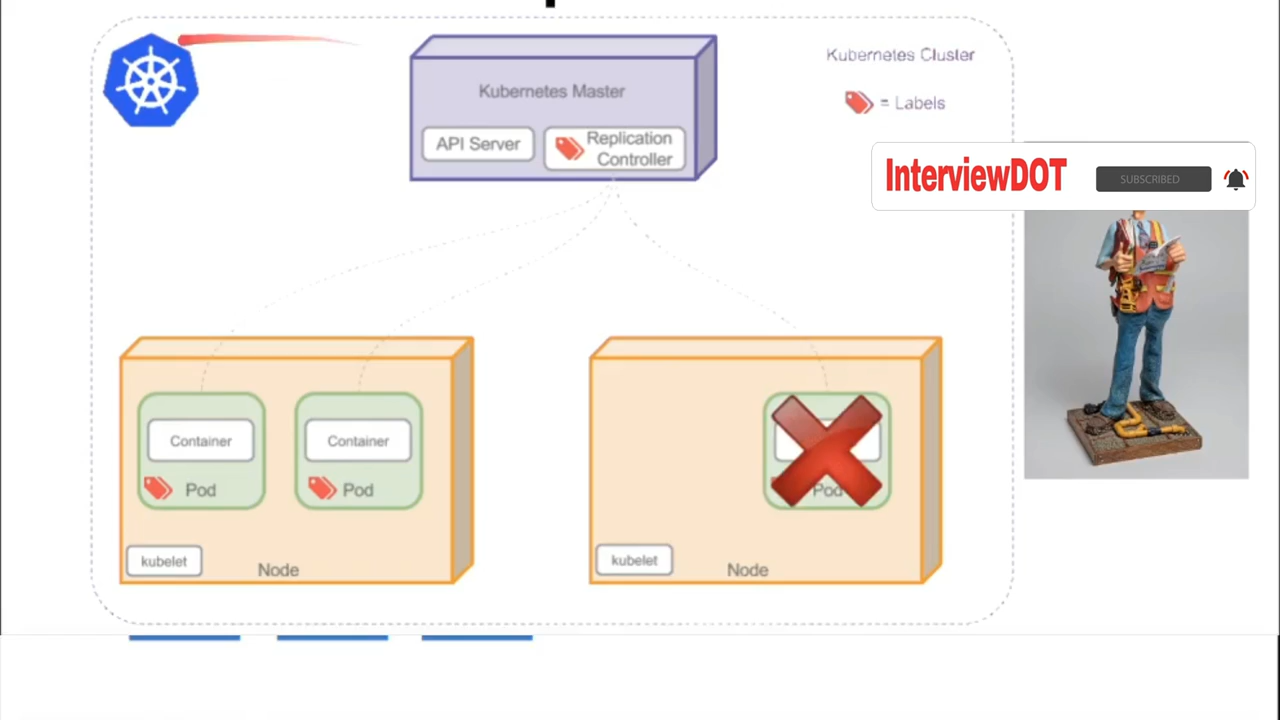 Kubernetes Master
API Server
Replication
Controller
Kubernetes Cluster
= Labels
InterviewDOT
SUBSCRIBED
Container
Pod
Container
Pod
kubelet
Node
Pod
kubelet
Node